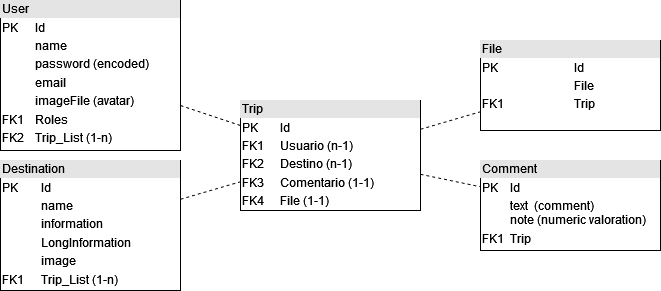 User
PK Id
name
password (encoded)
email
imageFile (avatar)
FK1 Roles
FK2 Trip_List (1-n)
Destination
PK Id
name
information
LongInformation
image
FK1 Trip_List (1-n)
Trip
PK Id
FK1 Usuario (n-1)
FK2 Destino (n-1)
FK3 Comentario (1-1)
FK4 File (1-1)
File
PK Id
File
FK1 Trip
Comment
PK Id
text (comment)
note (numeric valoration)
FK1 Trip